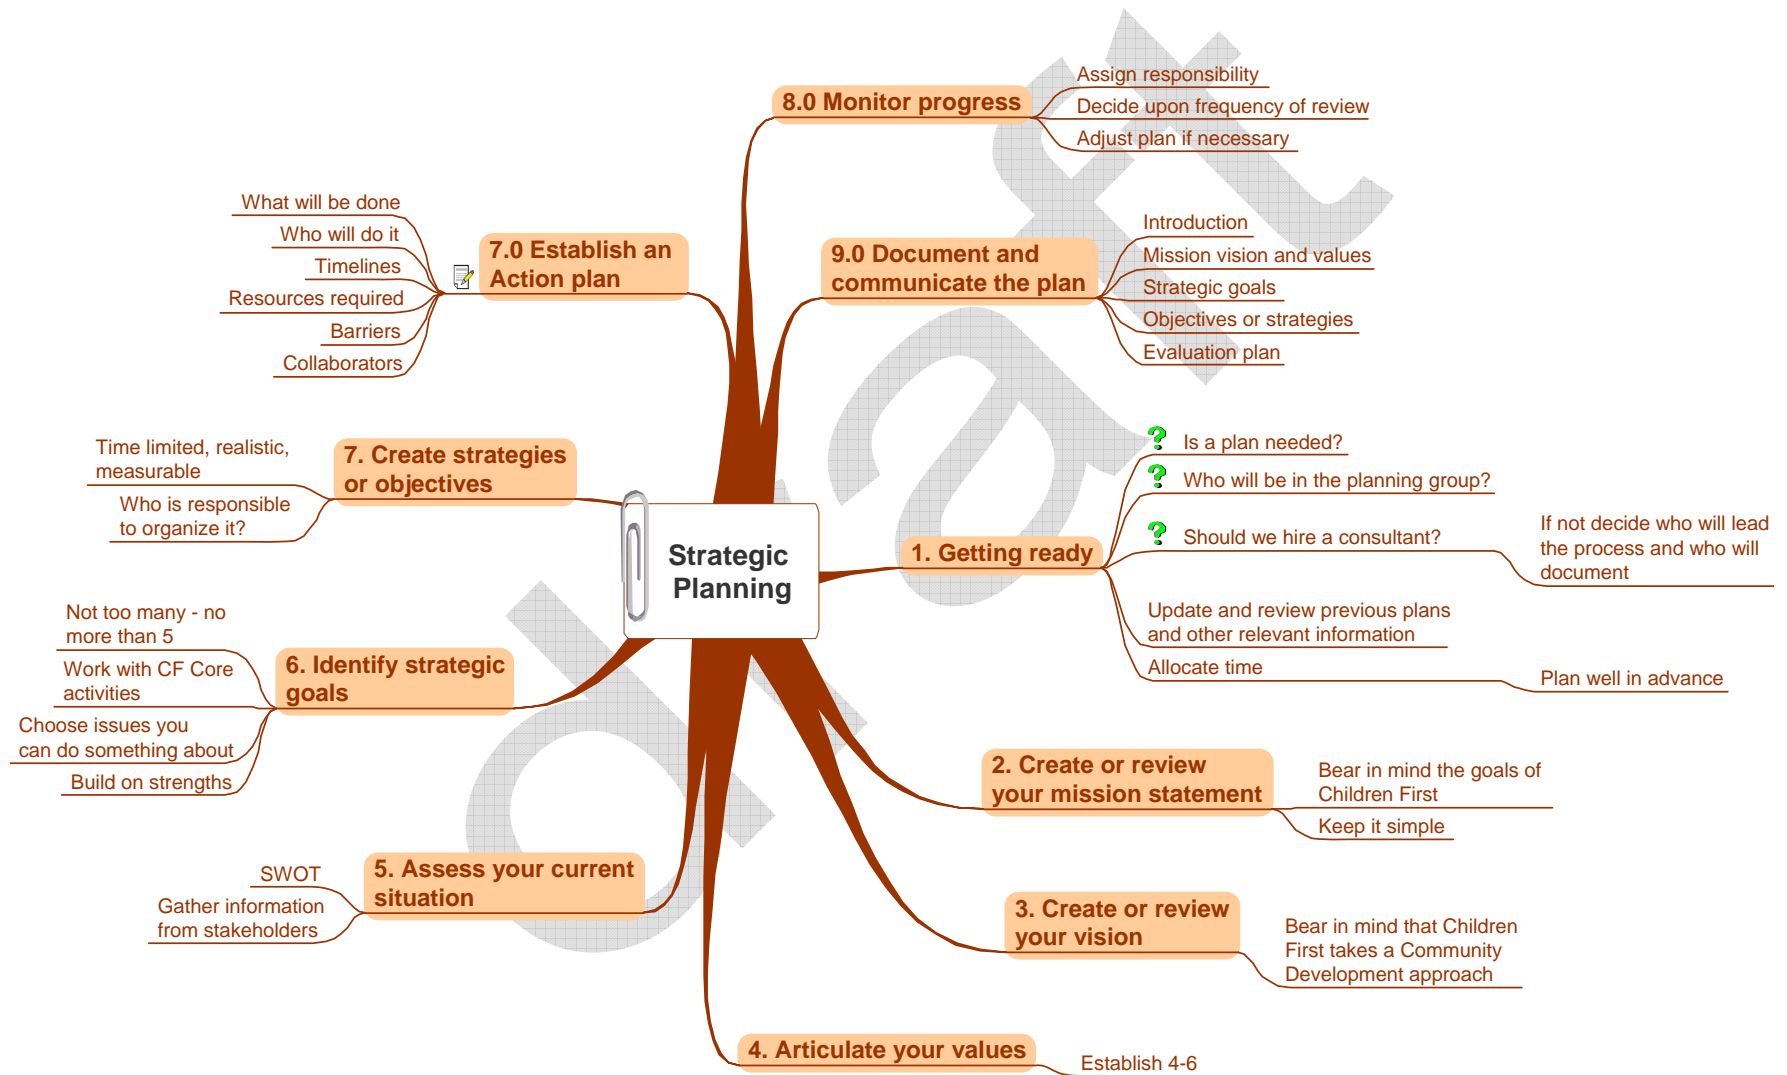 Strategic
Planning
1. Getting ready
Is a plan needed?
Who will be in the planning group?
Should we hire a consultant?
If not decide who will lead
the process and who will
document
Update and review previous plans
and other relevant information
Allocate time
Plan well in advance
2. Create or review
your mission statement
Bear in mind the goals of
Children First
Keep it simple
3. Create or review
your vision
Bear in mind that Children
First takes a Community
Development approach
4. Articulate your values
Establish 4-6
5. Assess your current
situation
SWOT
Gather information
from stakeholders
6. Identify strategic
goals
Not too many - no
more than 5
Work with CF Core
activities
Choose issues you
can do something about
Build on strengths
7. Create strategies
or objectives
Time limited, realistic,
measurable
Who is responsible
to organize it?
7.0 Establish an
Action plan
What will be done
Who will do it
Timelines
Resources required
Barriers
Collaborators
8.0 Monitor progress
Assign responsibility
Decide upon frequency of review
Adjust plan if necessary
9.0 Document and
communicate the plan
Introduction
Mission vision and values
Strategic goals
Objectives or strategies
Evaluation plan
draft